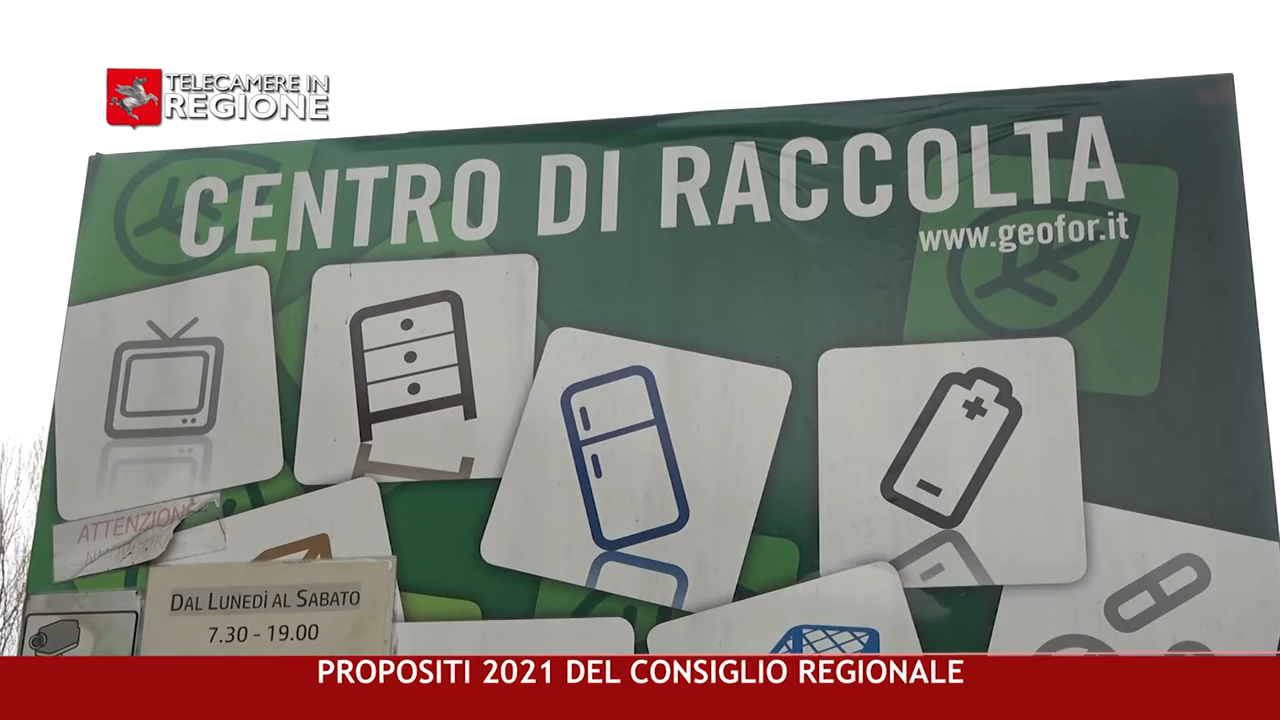 TELECAMERE IN
REGIONE
CENTRO DI RACCOLTA
www.geofor.it
ATTENZIONE
DAL LUNEDÌ AL SABATO
7.30 - 19.00
PROPOSITI 2021 DEL CONSIGLIO REGIONALE